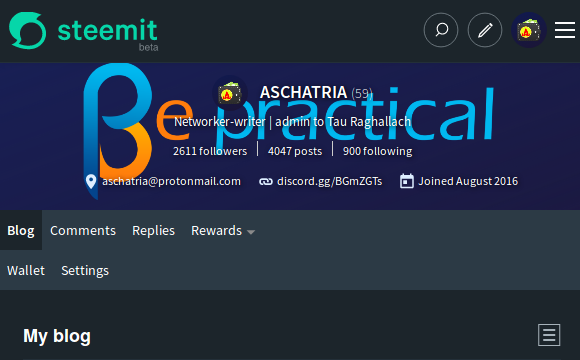 steemit
beta
Be practical
ASCHATRIA (59)
Networker-writer | admin to Tau Raghallach
2611 followers 4047 posts 900 following
aschatria@protonmail.com discord.gg/BGmZGTs Joined August 2016
Blog Comments Replies Rewards
Wallet Settings
My blog